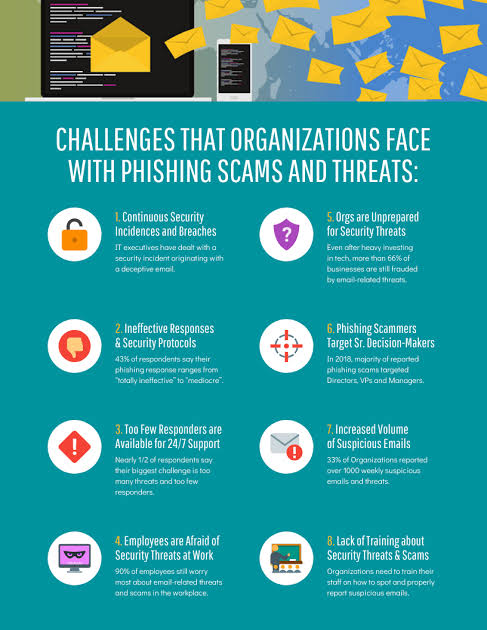 CHALLENGES THAT ORGANIZATIONS FACE
WITH PHISHING SCAMS AND THREATS:
1. Continuous Security
Incidences and Breaches
IT executives have dealt with a
security incident originating with
a deceptive email.
2. Ineffective Responses
& Security Protocols
43% of respondents say their
phishing response ranges from
"totally ineffective" to "mediocre".
3. Too Few Responders are
Available for 24/7 Support
Nearly 1/2 of respondents say
their biggest challenge is too
many threats and too few
responders.
4. Employees are Afraid of
Security Threats at Work
90% of employees still worry
most about email-related threats
and scams in the workplace.
5. Orgs are Unprepared
for Security Threats
Even after heavy investing
in tech, more than 66% of
businesses are still frauded
by email-related threats.
6. Phishing Scammers
Target Sr. Decision-Makers
In 2018, majority of reported
phishing scams targeted
Directors, VPs and Managers.
7. Increased Volume
of Suspicious Emails
33% of Organizations reported
over 1000 weekly suspicious
emails and threats.
8. Lack of Training about
Security Threats & Scams
Organizations need to train their
staff on how to spot and properly
report suspicious emails.